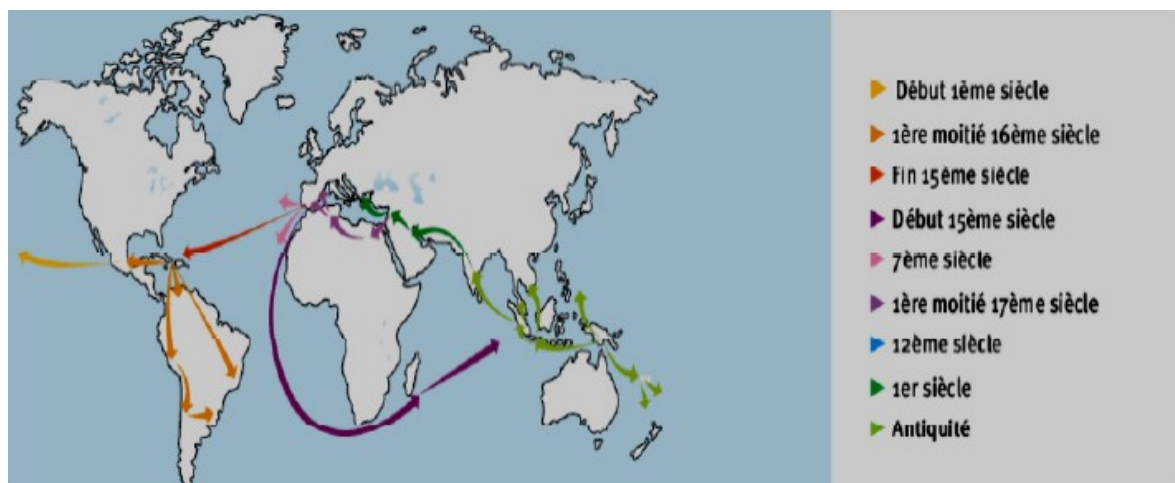 Début 1ème siècle
1ère moitié 16ème siècle
Fin 15ème siècle
Début 15ème siècle
7ème siècle
1ère moitié 17ème siècle
12ème siècle
1er siècle
Antiquité